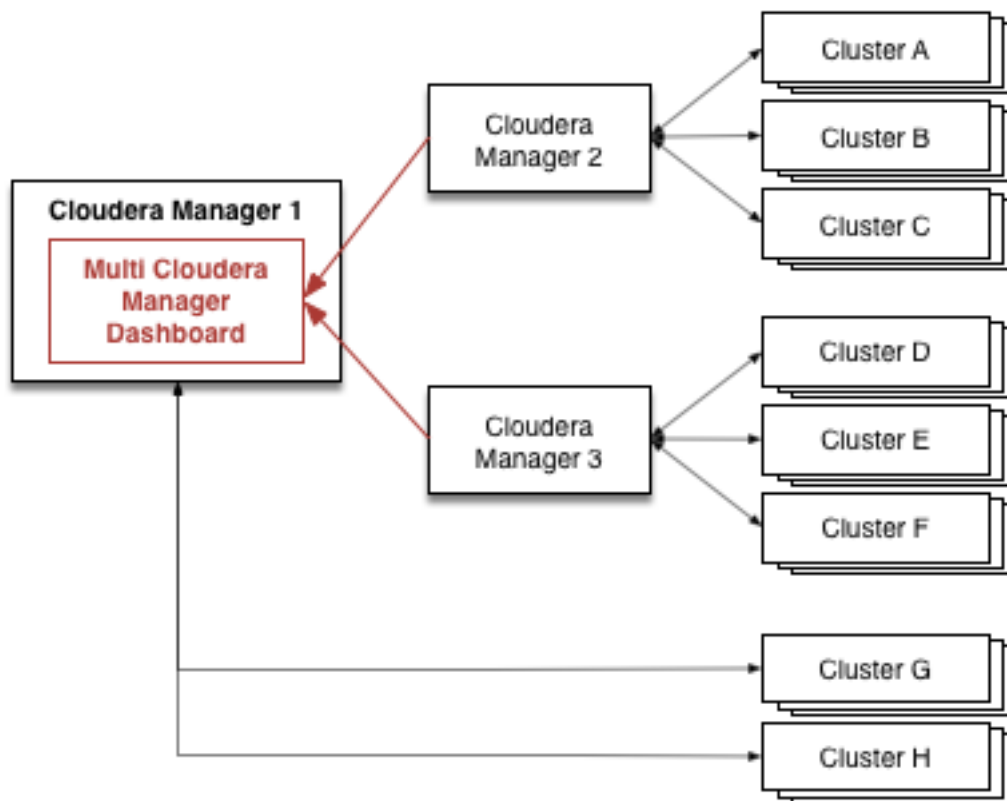 Cluster A
Cloudera
Manager 2
Cluster B
Cloudera Manager 1
Cluster C
Multi Cloudera
Manager
Dashboard
Cluster D
Cloudera
Manager 3
Cluster E
Cluster F
Cluster G
Cluster H